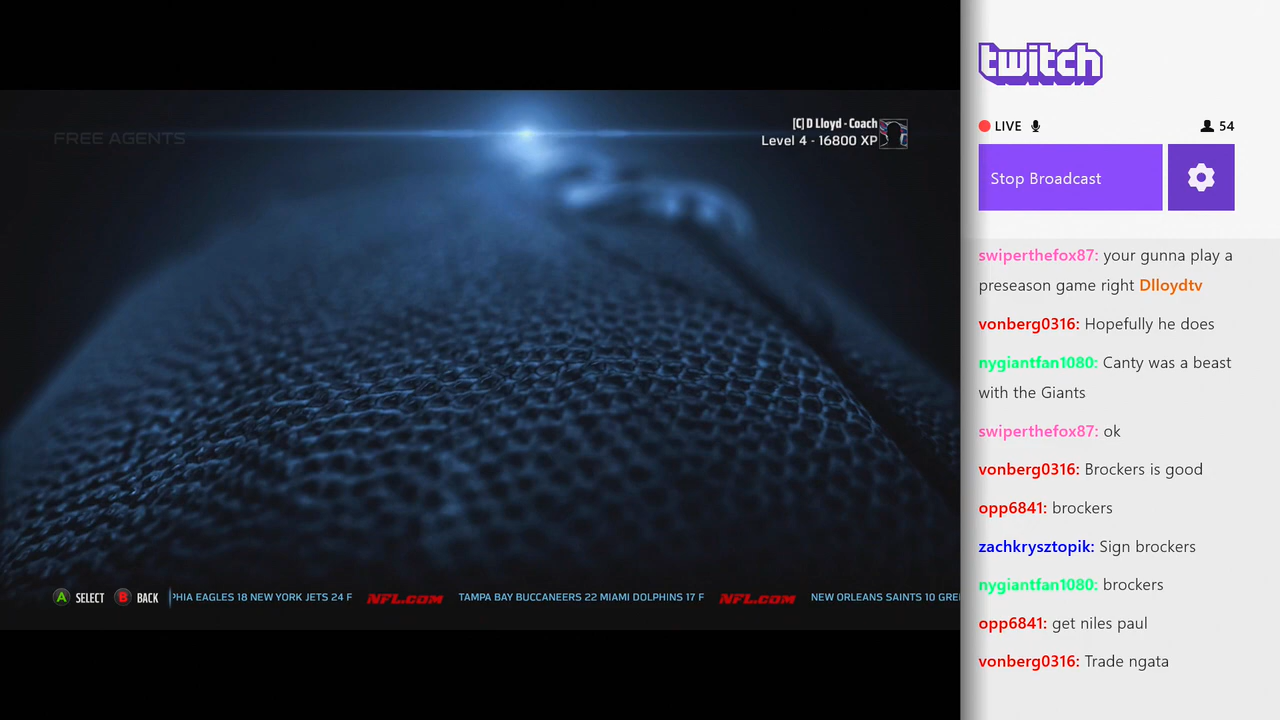 FREE AGENTS
[C] D Lloyd - Coach
Level 4 - 16800 XP
A SELECT B BACK PHIA EAGLES 18 NEW YORK JETS 24 F NFL.COM TAMPA BAY BUCCANEERS 22 MIAMI DOLPHINS 17 F NFL.COM NEW ORLEANS SAINTS 10 GRE
twitch
LIVE 54
Stop Broadcast
swiperthefox87: your gunna play a
preseason game right Dlloydtv
vonberg0316: Hopefully he does
nygiantfan1080: Canty was a beast
with the Giants
swiperthefox87: ok
vonberg0316: Brockers is good
opp6841: brockers
zachkrysztopik: Sign brockers
nygiantfan1080: brockers
opp6841: get niles paul
vonberg0316: Trade ngata